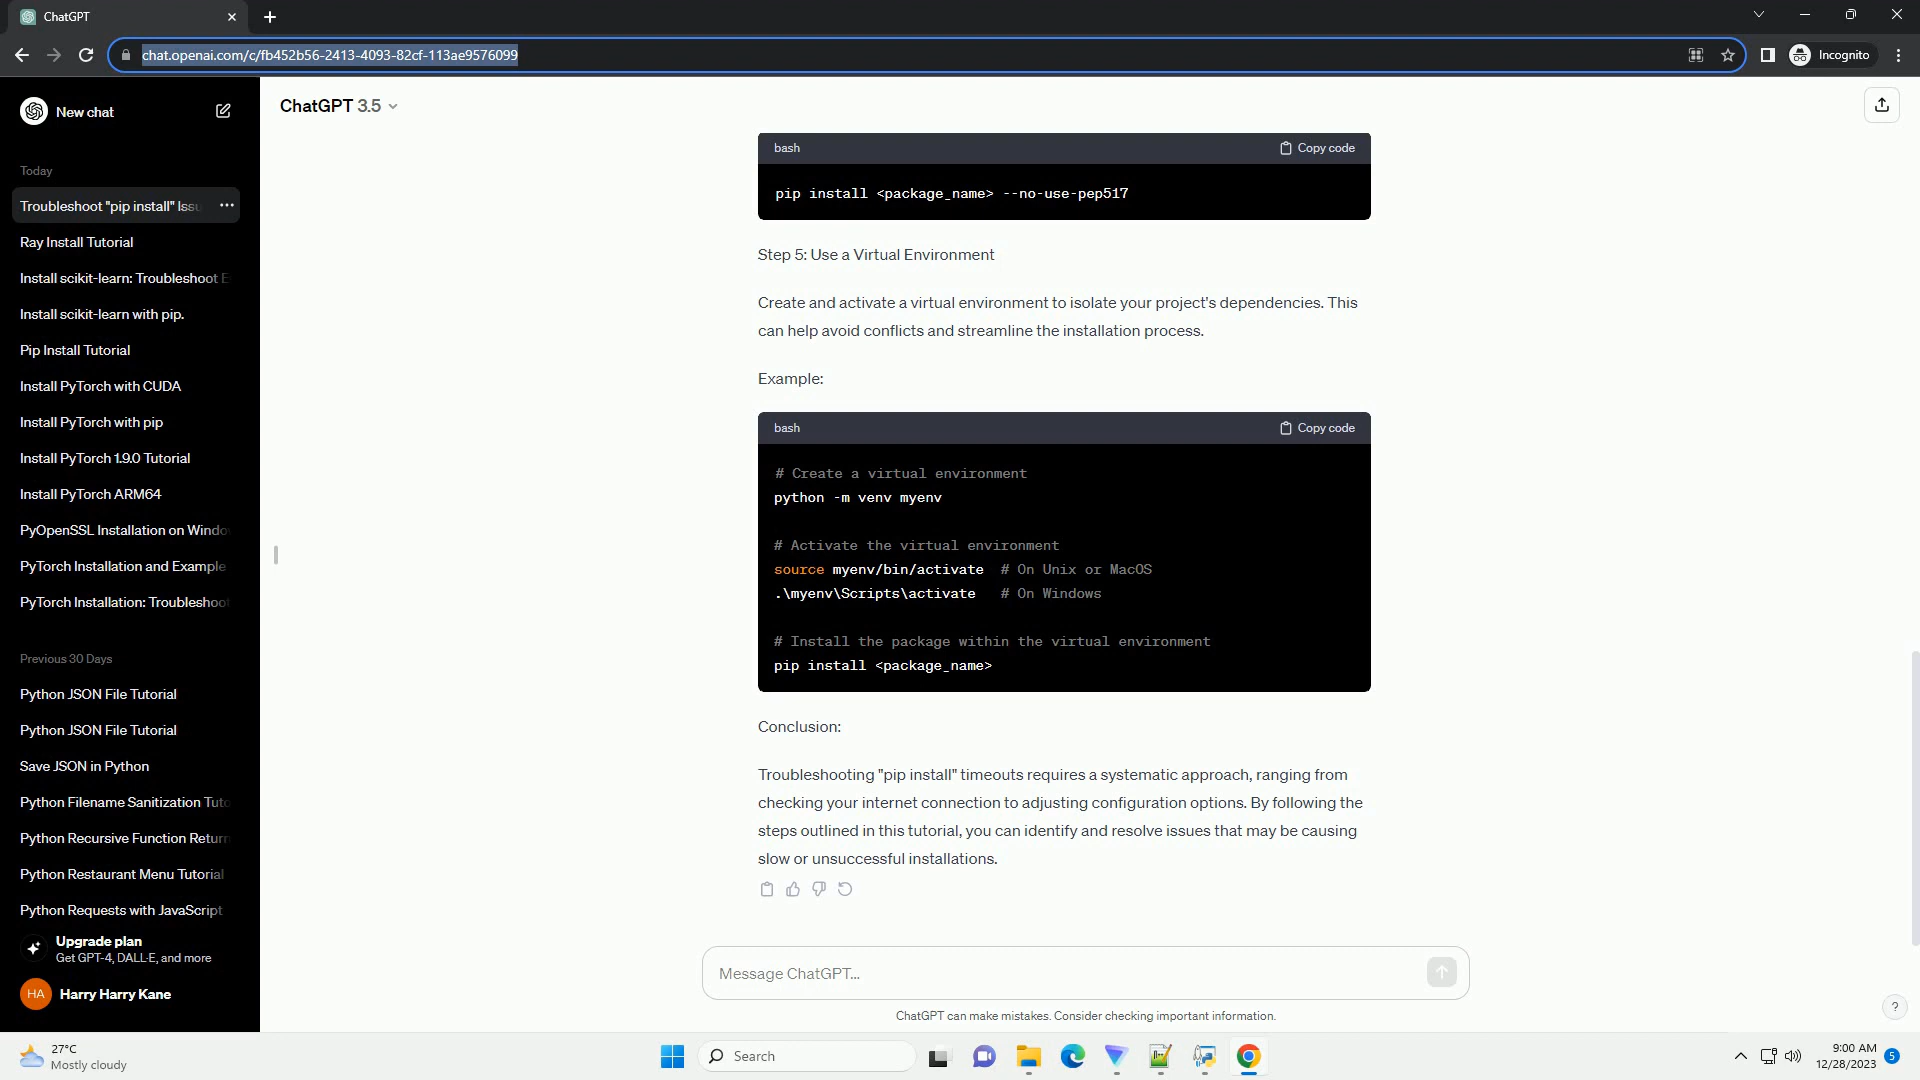 ChatGPT
chat.openai.com/c/fb452b56-2413-4093-82cf-113ae9576099
Incognito
New chat
Today
Troubleshoot "pip install" Issu
Ray Install Tutorial
Install scikit-learn: Troubleshoot E
Install scikit-learn with pip.
Pip Install Tutorial
Install PyTorch with CUDA
Install PyTorch with pip
Install PyTorch 1.9.0 Tutorial
Install PyTorch ARM64
PyOpenSSL Installation on Window
PyTorch Installation and Example
PyTorch Installation: Troubleshoot
Previous 30 Days
Python JSON File Tutorial
Python JSON File Tutorial
Save JSON in Python
Python Filename Sanitization Tuto
Python Recursive Function Return
Python Restaurant Menu Tutorial
Python Requests with JavaScript
Upgrade plan
Get GPT-4, DALL·E, and more
HA Harry Harry Kane
ChatGPT 3.5
bash Copy code
pip install <package_name> --no-use-pep517
Step 5: Use a Virtual Environment
Create and activate a virtual environment to isolate your project's dependencies. This
can help avoid conflicts and streamline the installation process.
Example:
bash Copy code
# Create a virtual environment
python -m venv myenv
# Activate the virtual environment
source myenv/bin/activate # On Unix or MacOS
.\myenv\Scripts\activate # On Windows
# Install the package within the virtual environment
pip install <package_name>
Conclusion:
Troubleshooting "pip install" timeouts requires a systematic approach, ranging from
checking your internet connection to adjusting configuration options. By following the
steps outlined in this tutorial, you can identify and resolve issues that may be causing
slow or unsuccessful installations.
Message ChatGPT...
ChatGPT can make mistakes. Consider checking important information.
?
27°C
Mostly cloudy
Search
9:00 AM
12/28/2023
5